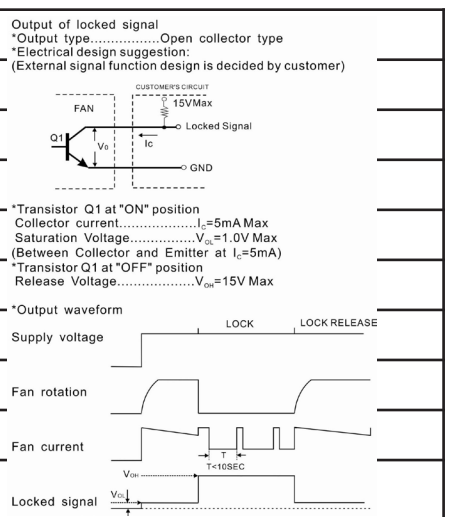 Output of locked signal
*Output type.................Open collector type
*Electrical design suggestion:
(External signal function design is decided by customer)
CUSTOMER'S CIRCUIT
FAN
15VMax
Locked Signal
Q1
Vo
Ic
GND
*Transistor Q1 at "ON" position
Collector current...................IC=5mA Max
Saturation Voltage................VOL=1.0V Max
(Between Collector and Emitter at IC=5mA)
*Transistor Q1 at "OFF" position
Release Voltage...................VOH=15V Max
*Output waveform
LOCK LOCK RELEASE
Supply voltage
Fan rotation
Fan current
T
T<10SEC
VOH
VOL
Locked signal